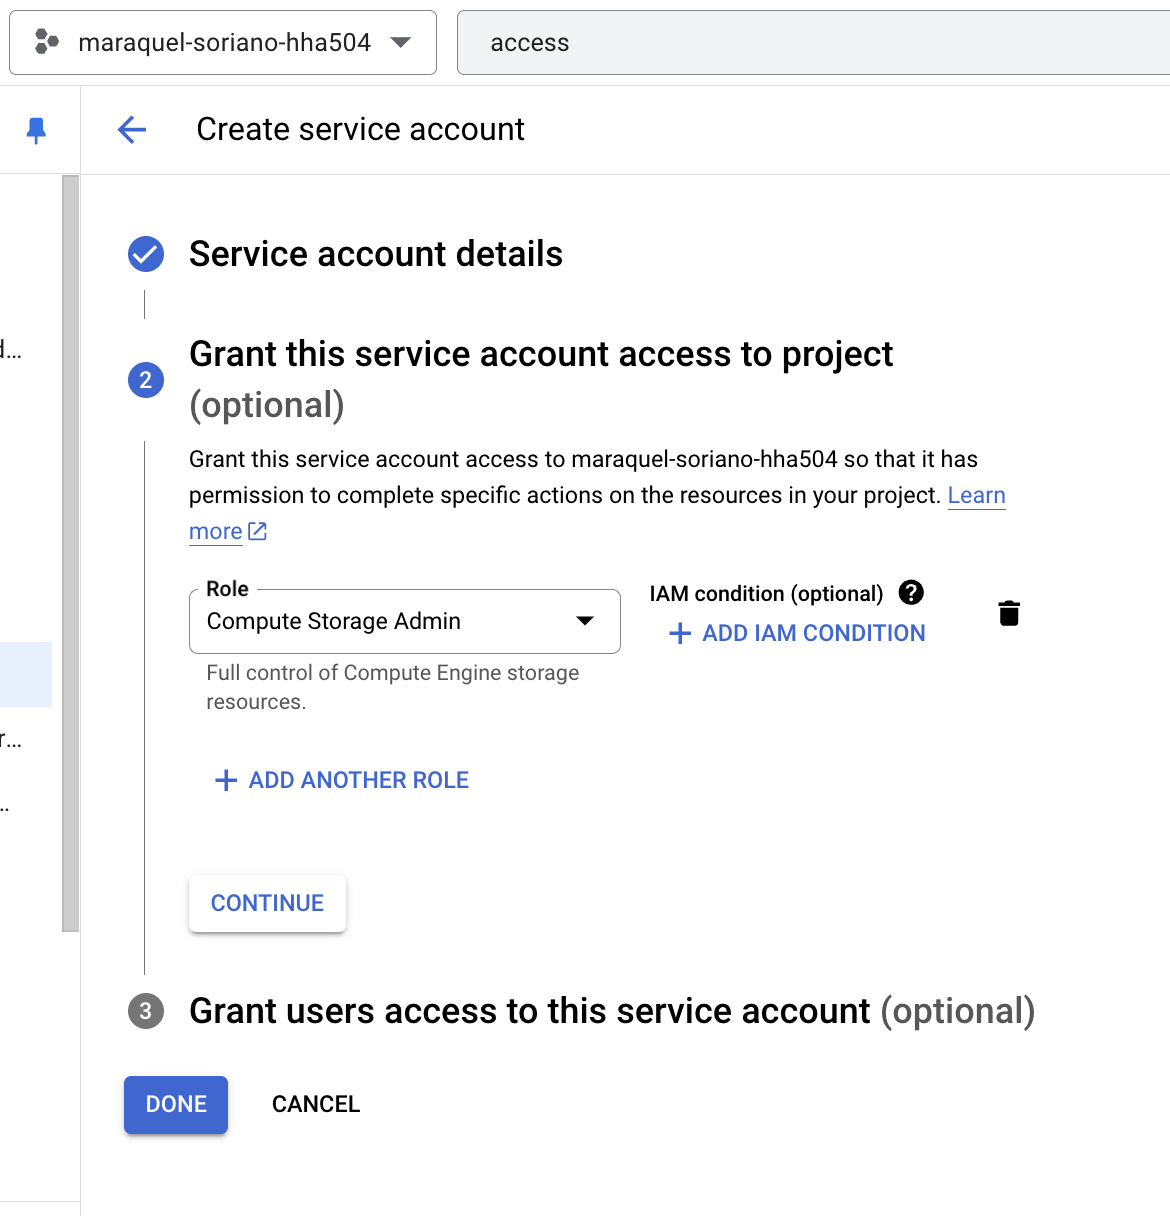 maraquel-soriano-hha504
access
Create service account
Service account details
2
Grant this service account access to project
(optional)
Grant this service account access to maraquel-soriano-hha504 so that it has
permission to complete specific actions on the resources in your project. Learn
more
Role
Compute Storage Admin
IAM condition (optional)
ADD IAM CONDITION
Full control of Compute Engine storage
resources.
ADD ANOTHER ROLE
CONTINUE
3
Grant users access to this service account (optional)
DONE
CANCEL